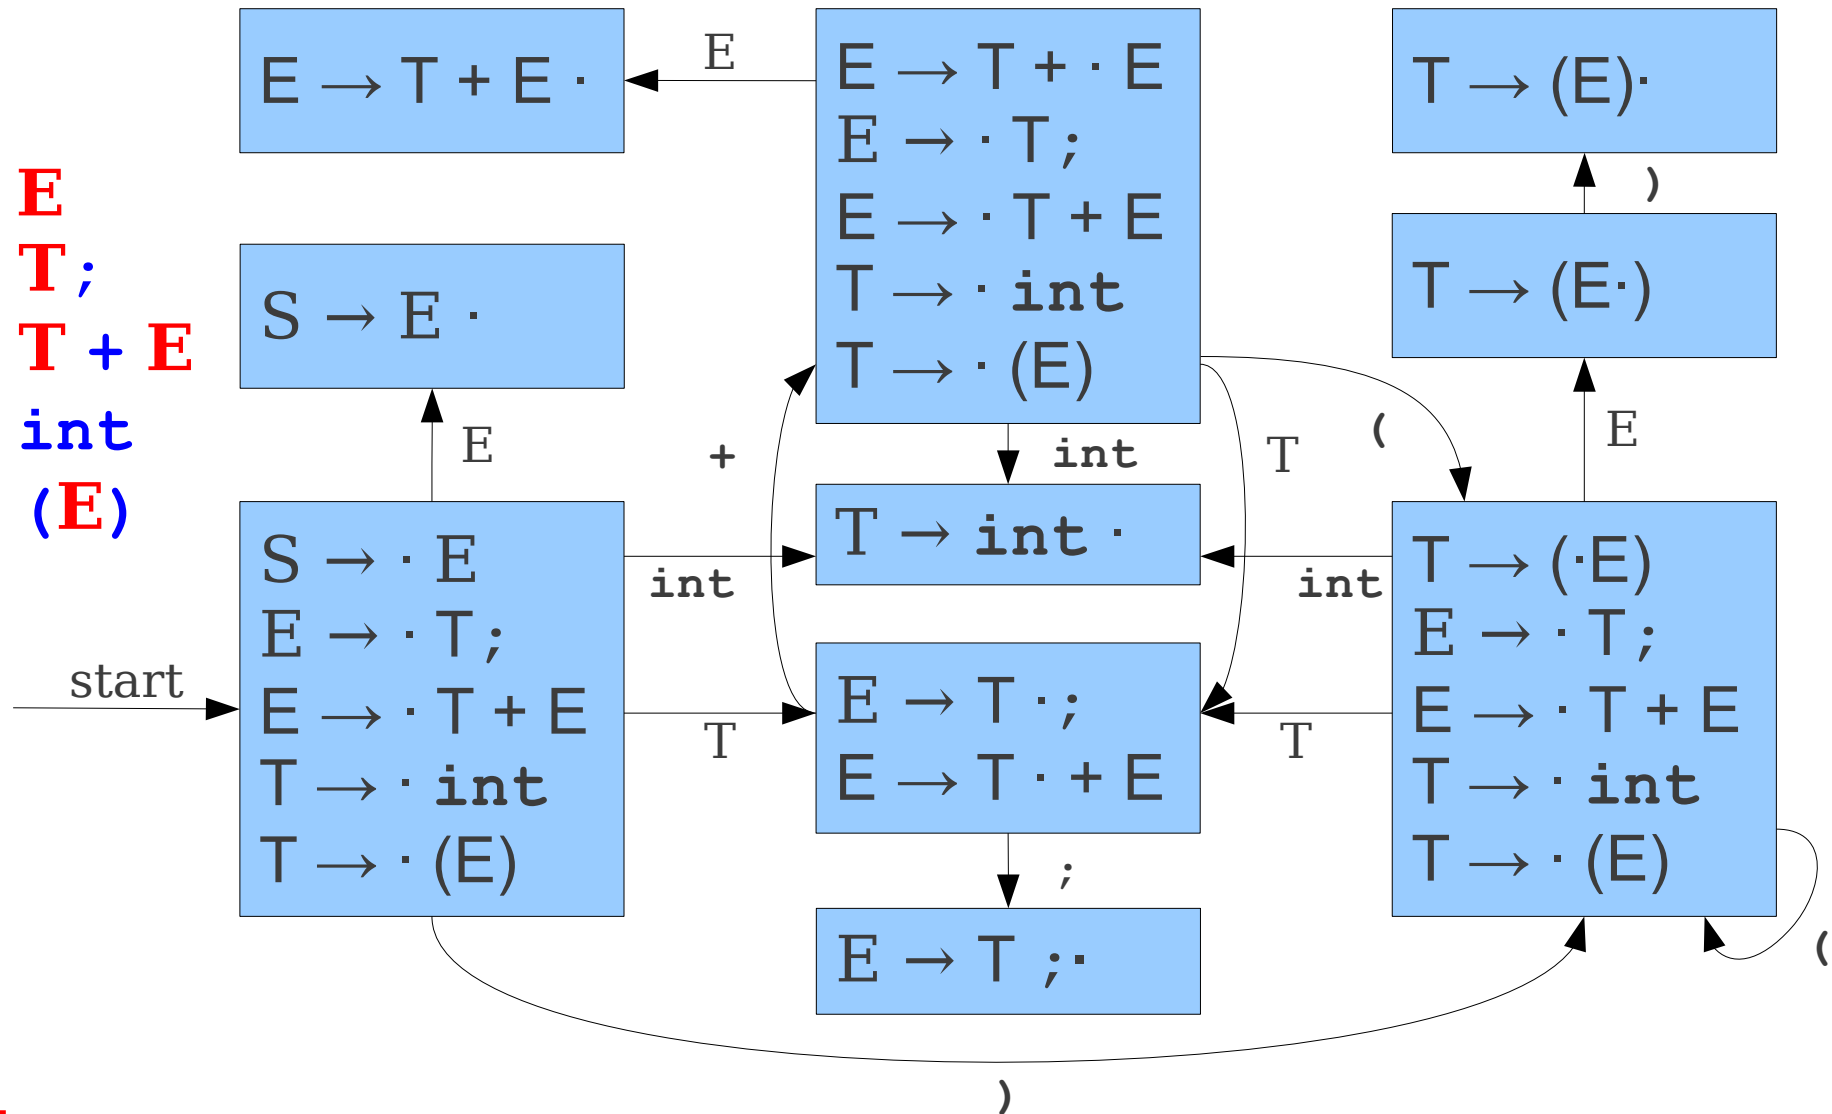 E
T ;
T + E
int
(E)
E → T + E ·
E
E → T + · E
E → · T ;
E → · T + E
T → · int
T → · (E)
T → (E)·
)
T → (E·)
S → E ·
E
+
int
T
(
E
T → int ·
int
int
start
S → · E
E → · T ;
E → · T + E
T → · int
T → · (E)
T
E → T · ;
E → T · + E
T
T → (·E)
E → · T ;
E → · T + E
T → · int
T → · (E)
;
E → T ; ·
(
)